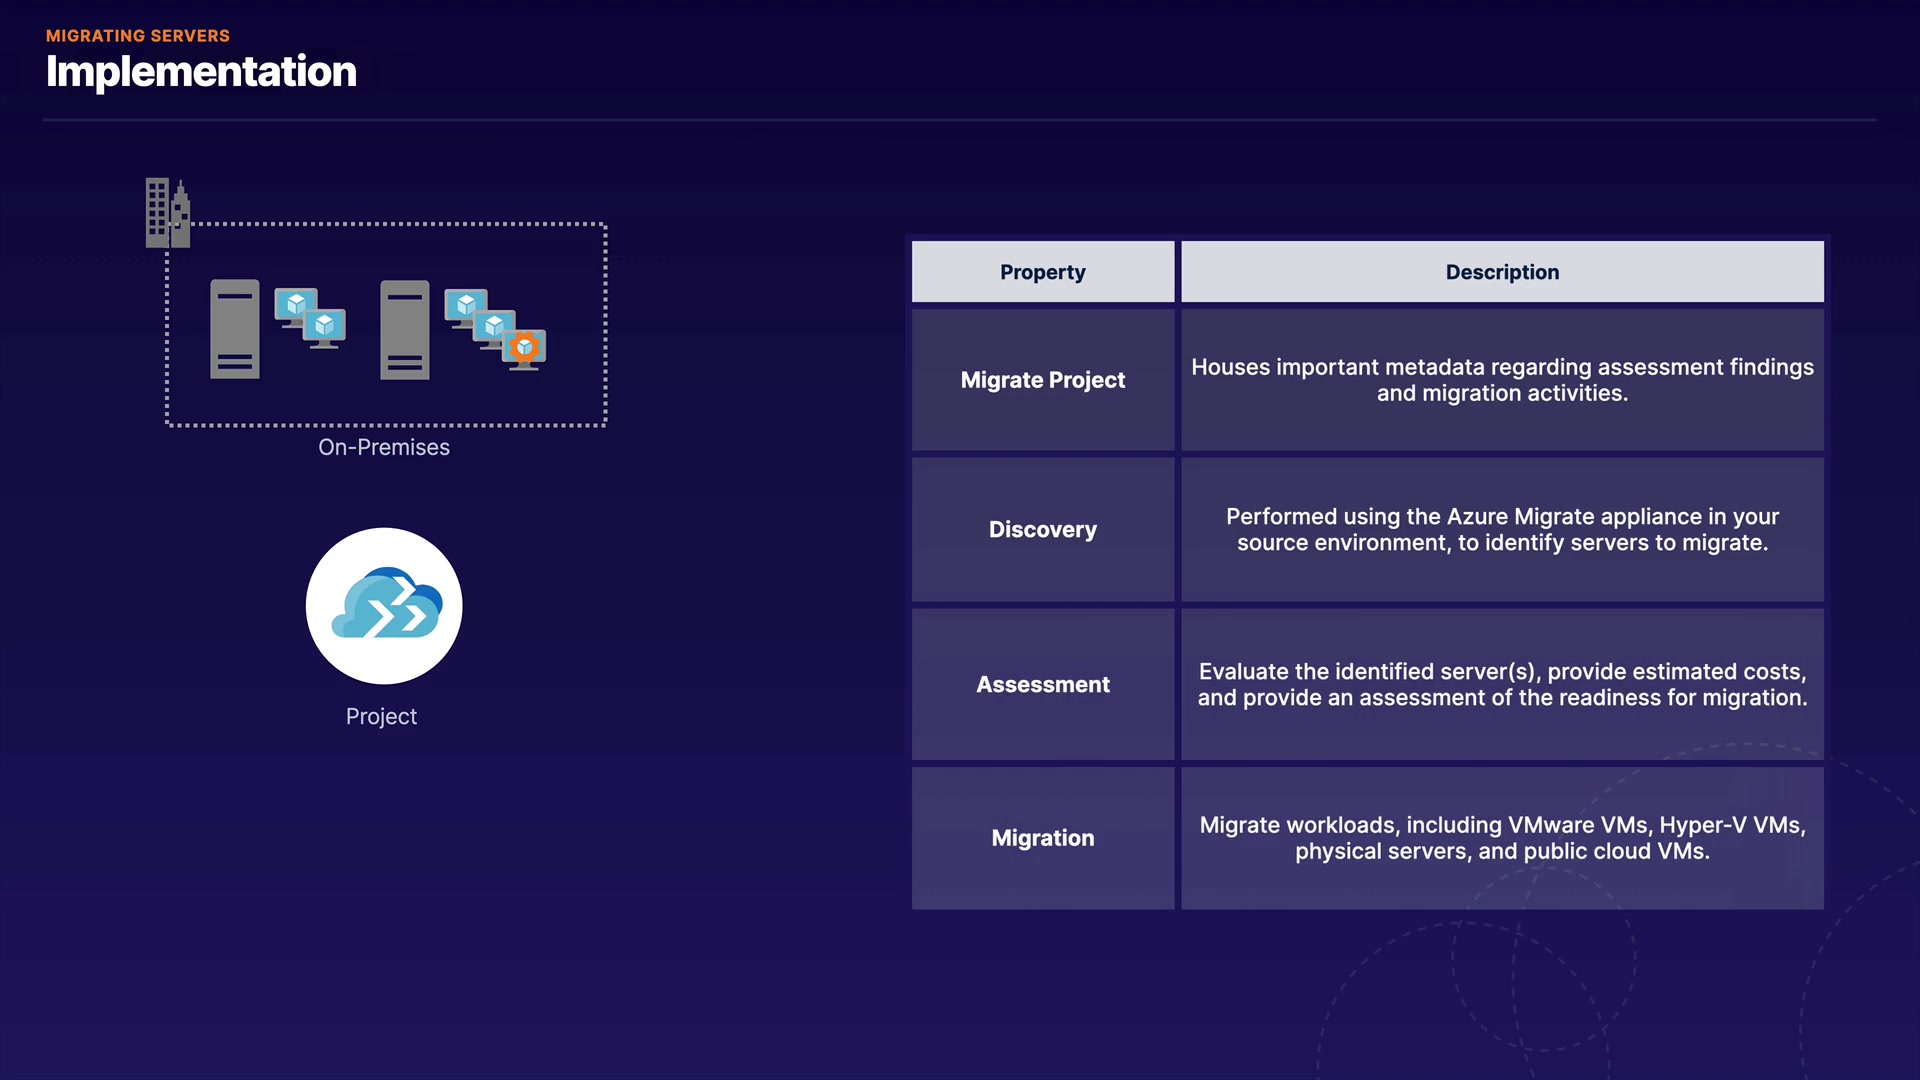 MIGRATING SERVERS
Implementation
On-Premises
Project
Property
Description
Migrate Project
Houses important metadata regarding assessment findings
and migration activities.
Discovery
Performed using the Azure Migrate appliance in your
source environment, to identify servers to migrate.
Assessment
Evaluate the identified server(s), provide estimated costs,
and provide an assessment of the readiness for migration.
Migration
Migrate workloads, including VMware VMs, Hyper-V VMs,
physical servers, and public cloud VMs.